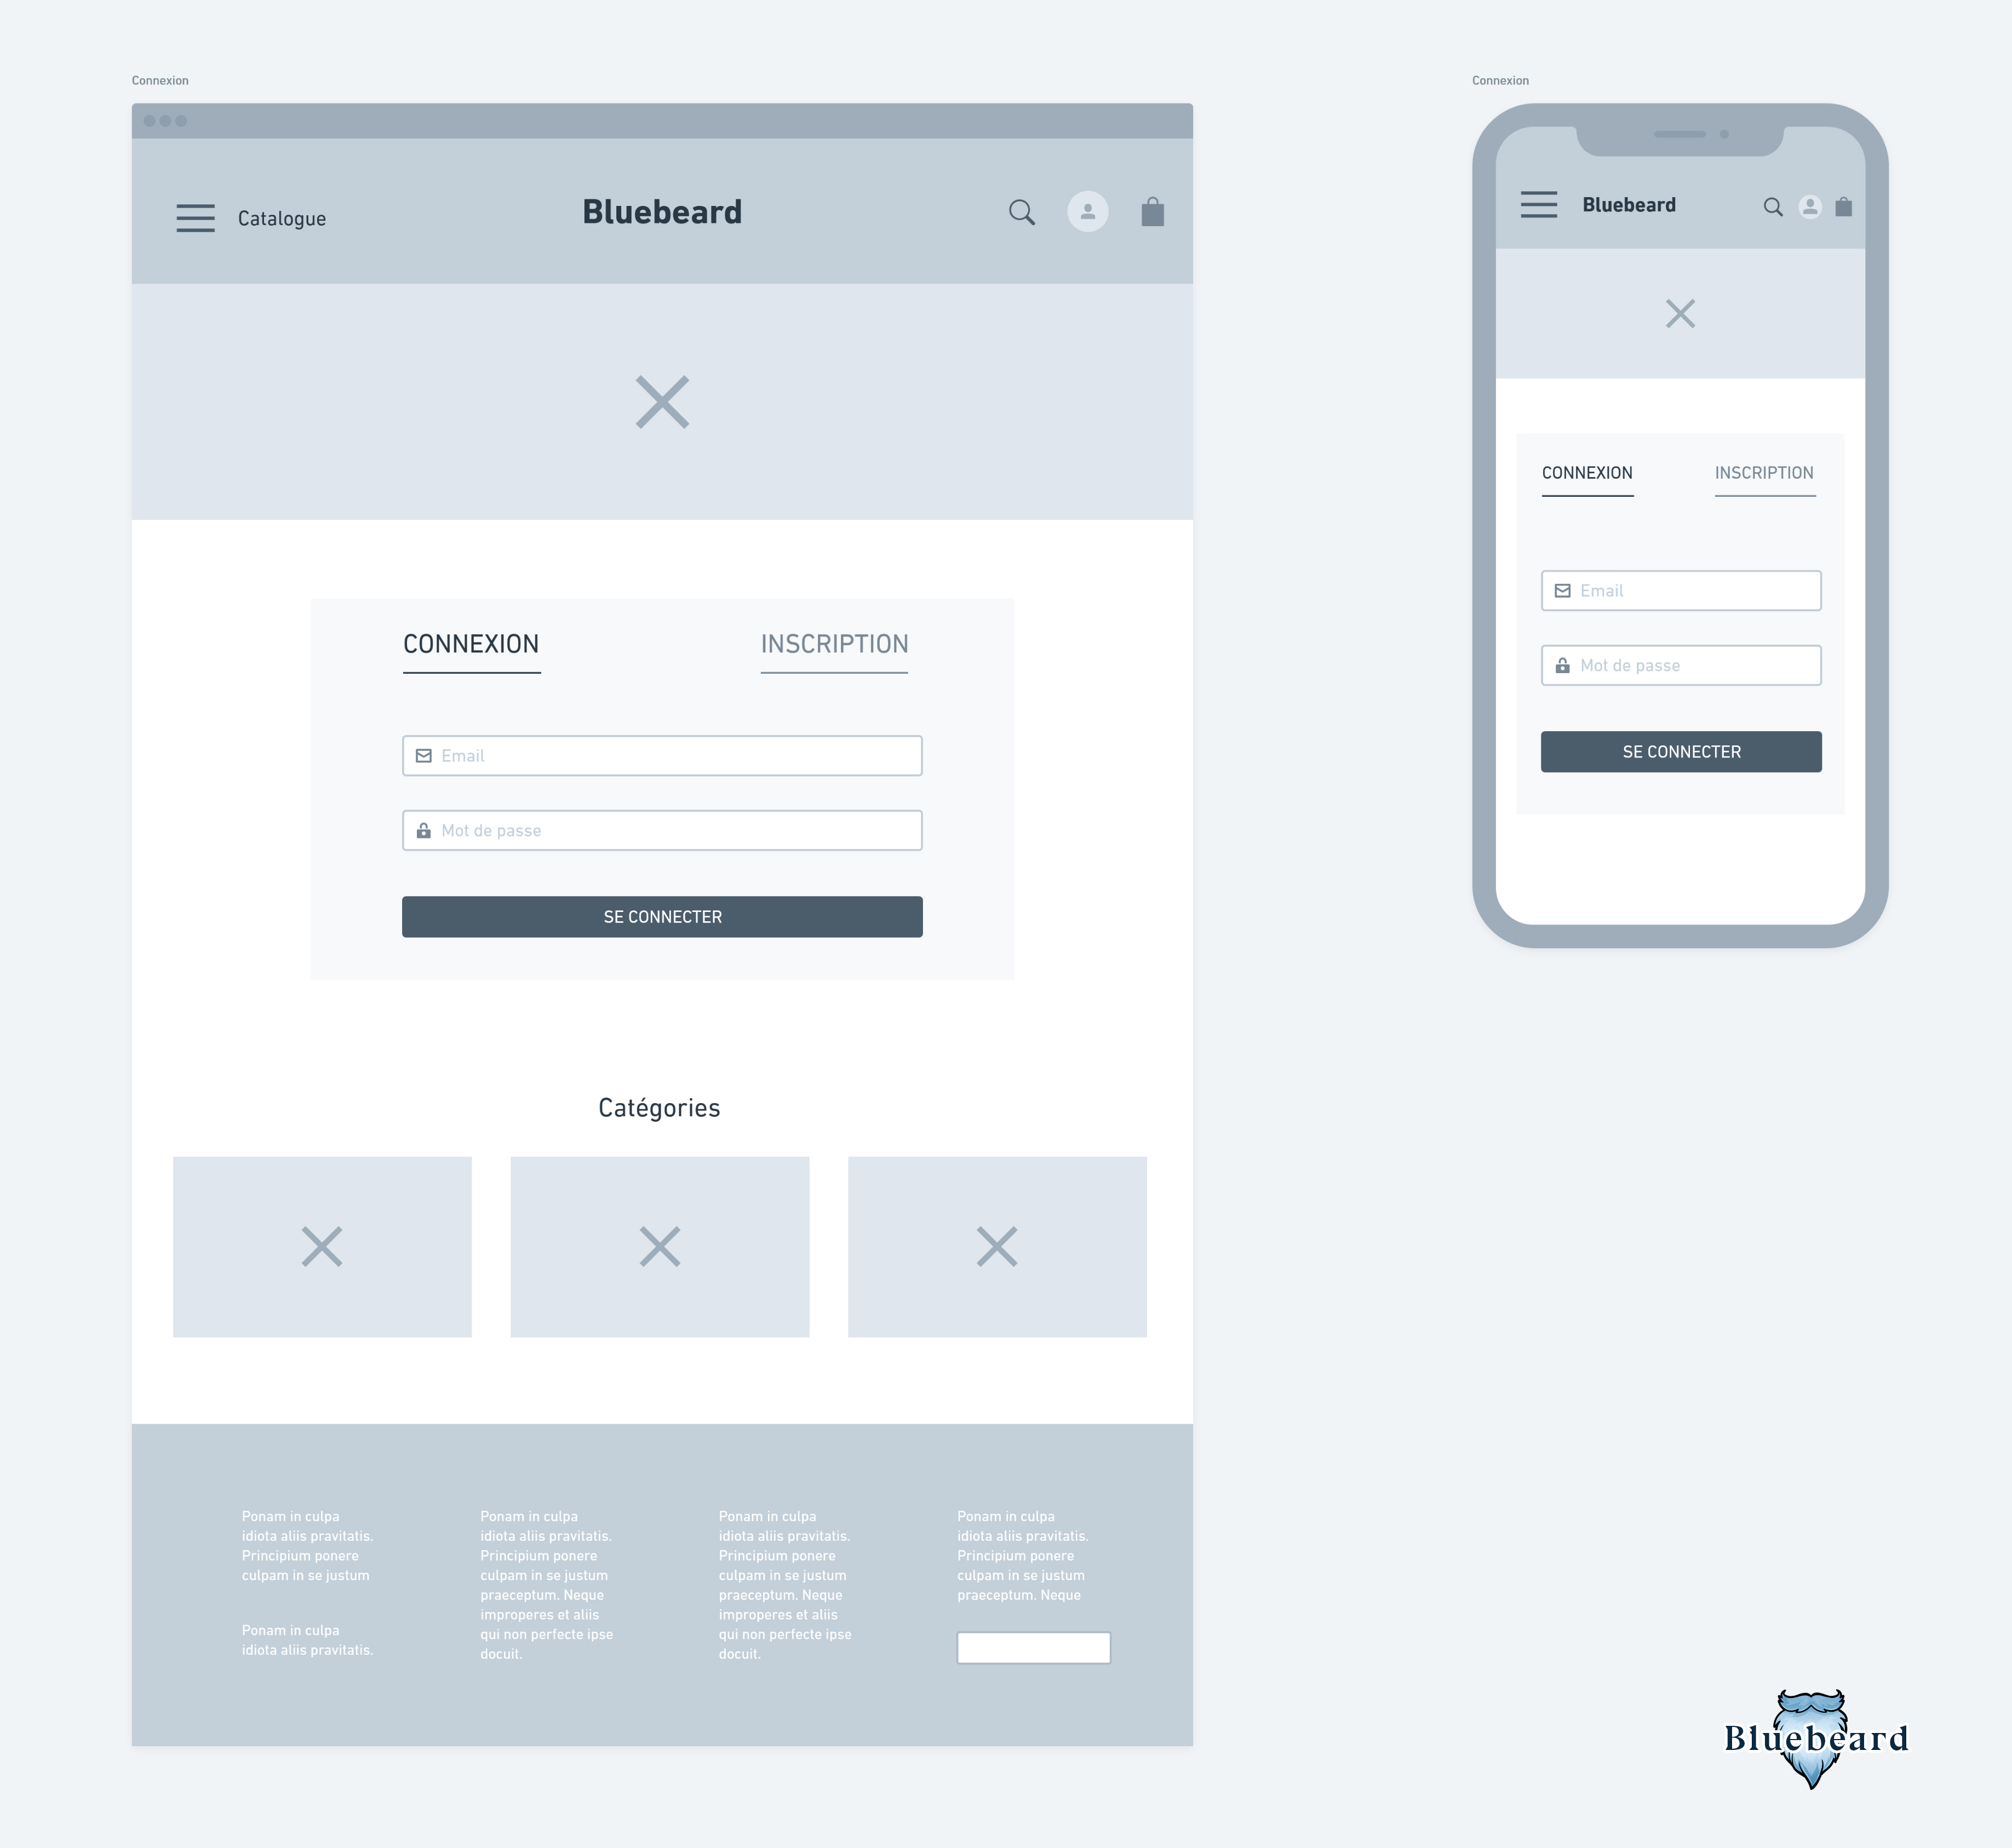 Connexion
Catalogue
Bluebeard
CONNEXION
INSCRIPTION
Email
Mot de passe
SE CONNECTER
Catégories
Ponam in culpa
idiota aliis pravitatis.
Principium ponere
culpam in se justum
Ponam in culpa
idiota aliis pravitatis.
Ponam in culpa
idiota aliis pravitatis.
Principium ponere
culpam in se justum
praeceptum. Neque
improperes et aliis
qui non perfecte ipse
docuit.
Ponam in culpa
idiota aliis pravitatis.
Principium ponere
culpam in se justum
praeceptum. Neque
improperes et aliis
qui non perfecte ipse
docuit.
Ponam in culpa
idiota aliis pravitatis.
Principium ponere
culpam in se justum
praeceptum. Neque
Connexion
Bluebeard
CONNEXION
INSCRIPTION
Email
Mot de passe
SE CONNECTER
Bluebeard